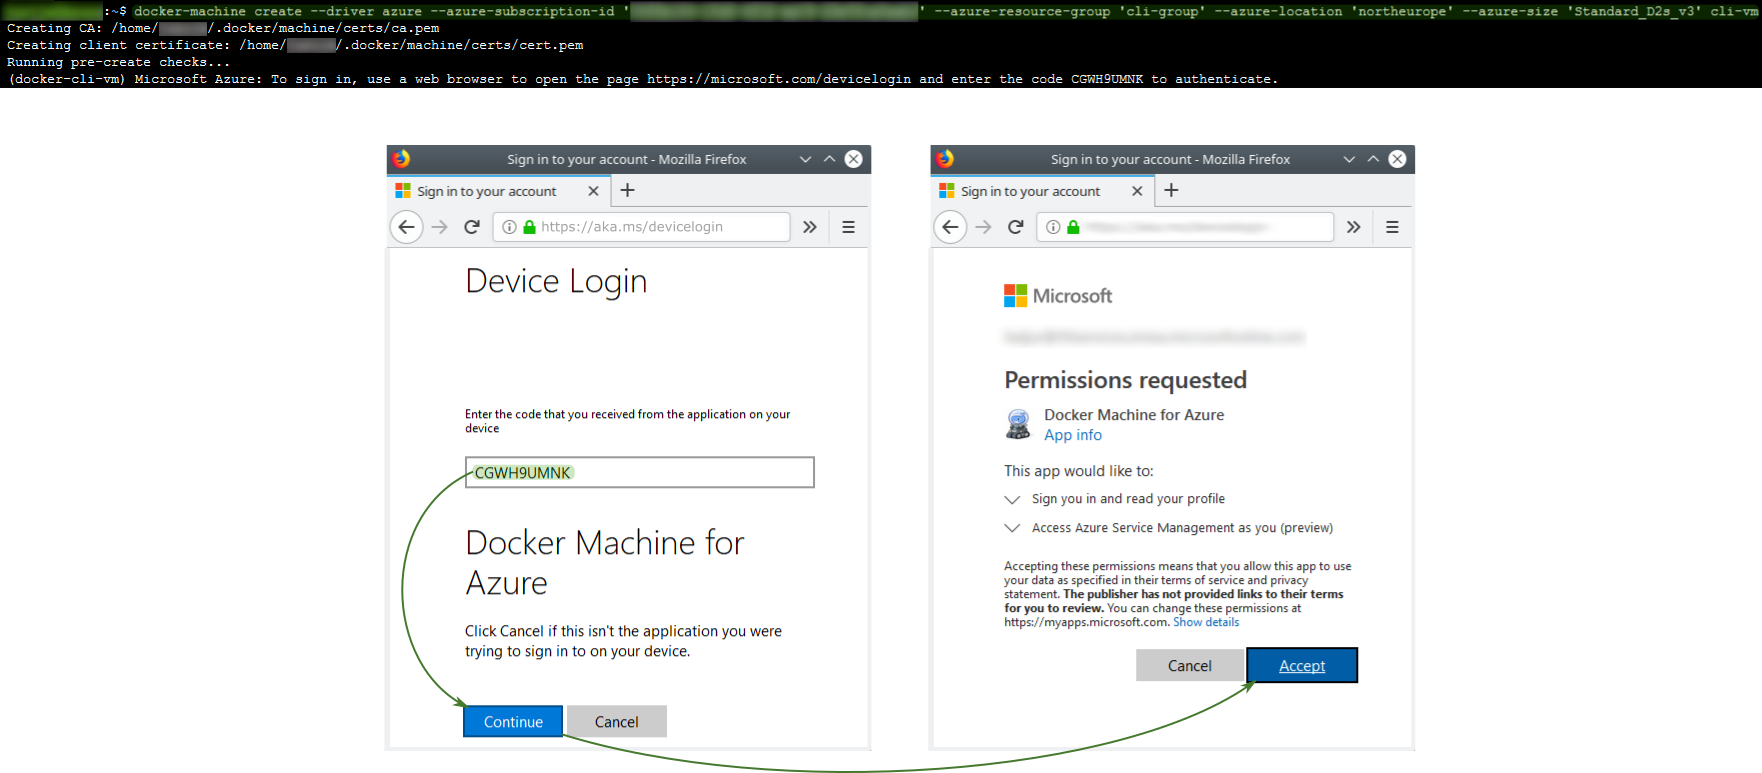 :~$ docker-machine create --driver azure --azure-subscription-id ' ' --azure-resource-group 'cli-group' --azure-location 'northeurope' --azure-size 'Standard_D2s_v3' cli-vm
Creating CA: /home/ /.docker/machine/certs/ca.pem
Creating client certificate: /home/ /.docker/machine/certs/cert.pem
Running pre-create checks...
(docker-cli-vm) Microsoft Azure: To sign in, use a web browser to open the page https://microsoft.com/devicelogin and enter the code CGWH9UMNK to authenticate.
Sign in to your account - Mozilla Firefox
Sign in to your account
https://aka.ms/devicelogin
Device Login
Enter the code that you received from the application on your
device
CGWH9UMNK
Docker Machine for
Azure
Click Cancel if this isn't the application you were
trying to sign in to on your device.
Continue
Cancel
Sign in to your account - Mozilla Firefox
Sign in to your account
Microsoft
Permissions requested
Docker Machine for Azure
App info
This app would like to:
Sign you in and read your profile
Access Azure Service Management as you (preview)
Accepting these permissions means that you allow this app to use
your data as specified in their terms of service and privacy
statement. The publisher has not provided links to their terms
for you to review. You can change these permissions at
https://myapps.microsoft.com. Show details
Cancel
Accept